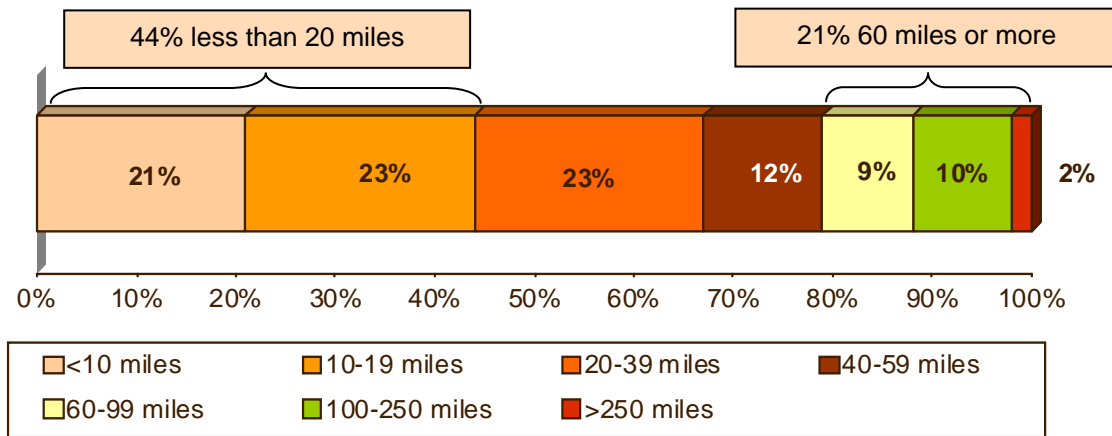 44% less than 20 miles
21% 60 miles or more
21% 23% 23% 12% 9% 10% 2%
0% 10% 20% 30% 40% 50% 60% 70% 80% 90% 100%
<10 miles 10-19 miles 20-39 miles 40-59 miles
60-99 miles 100-250 miles >250 miles